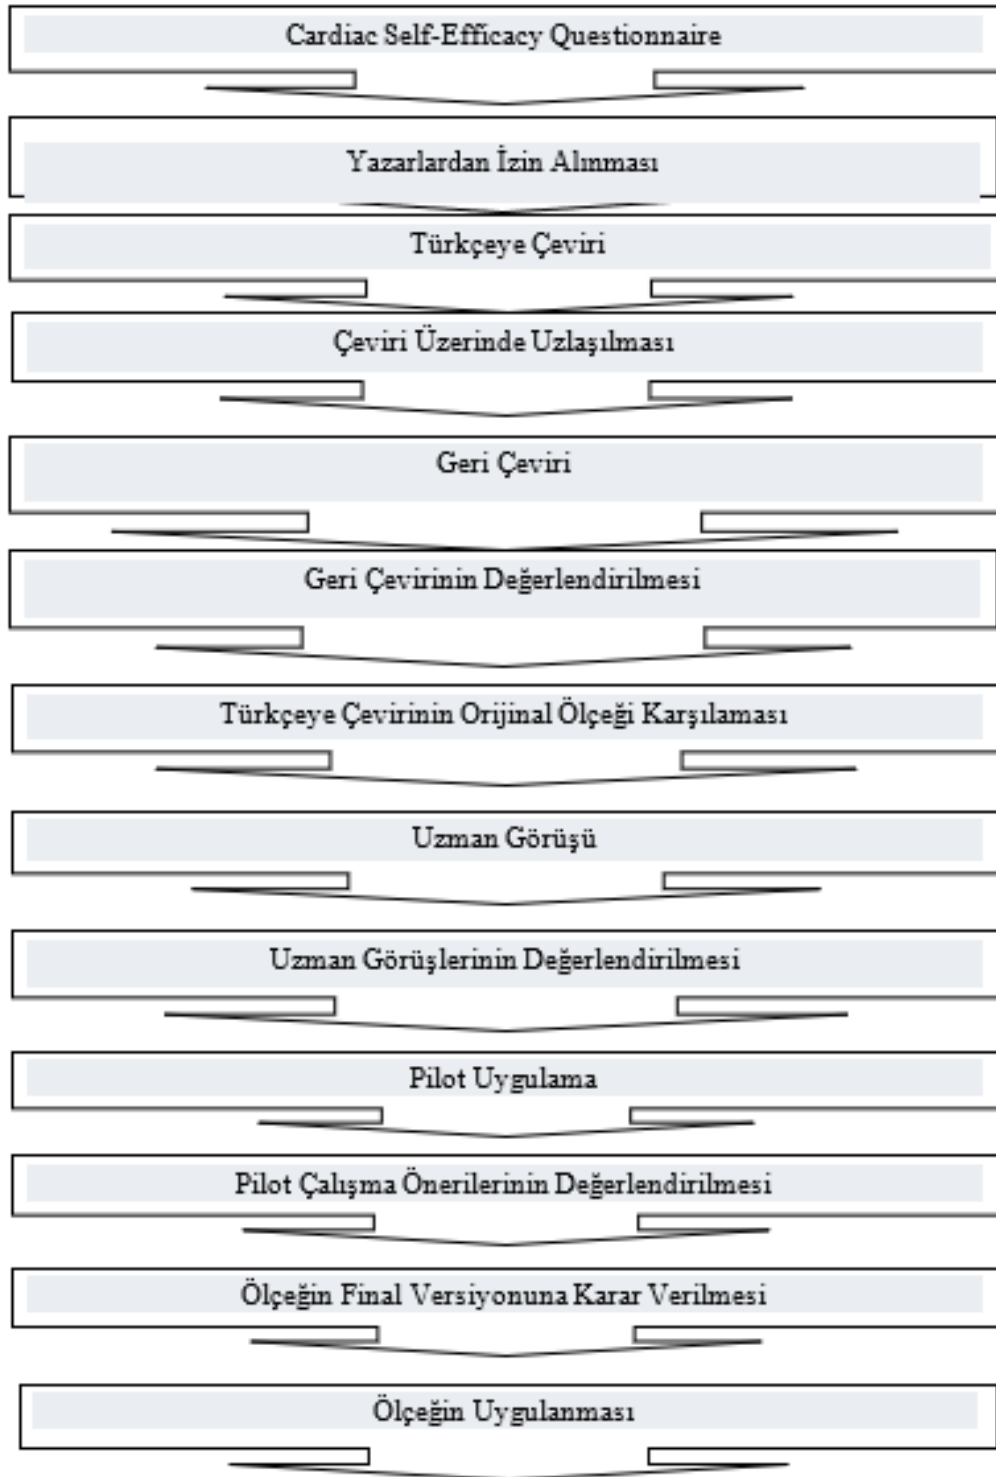 Cardiac Self-Efficacy Questionnaire
Yazarlardan İzin Alınması
Türkçeye Çeviri
Çeviri Üzerinde Uzlaşılması
Geri Çeviri
Geri Çevirinin Değerlendirilmesi
Türkçeye Çevirinin Orijinal Ölçeği Karşılaması
Uzman Görüşü
Uzman Görüşlerinin Değerlendirilmesi
Pilot Uygulama
Pilot Çalışma Önerilerinin Değerlendirilmesi
Ölçeğin Final Versiyonuna Karar Verilmesi
Ölçeğin Uygulanması